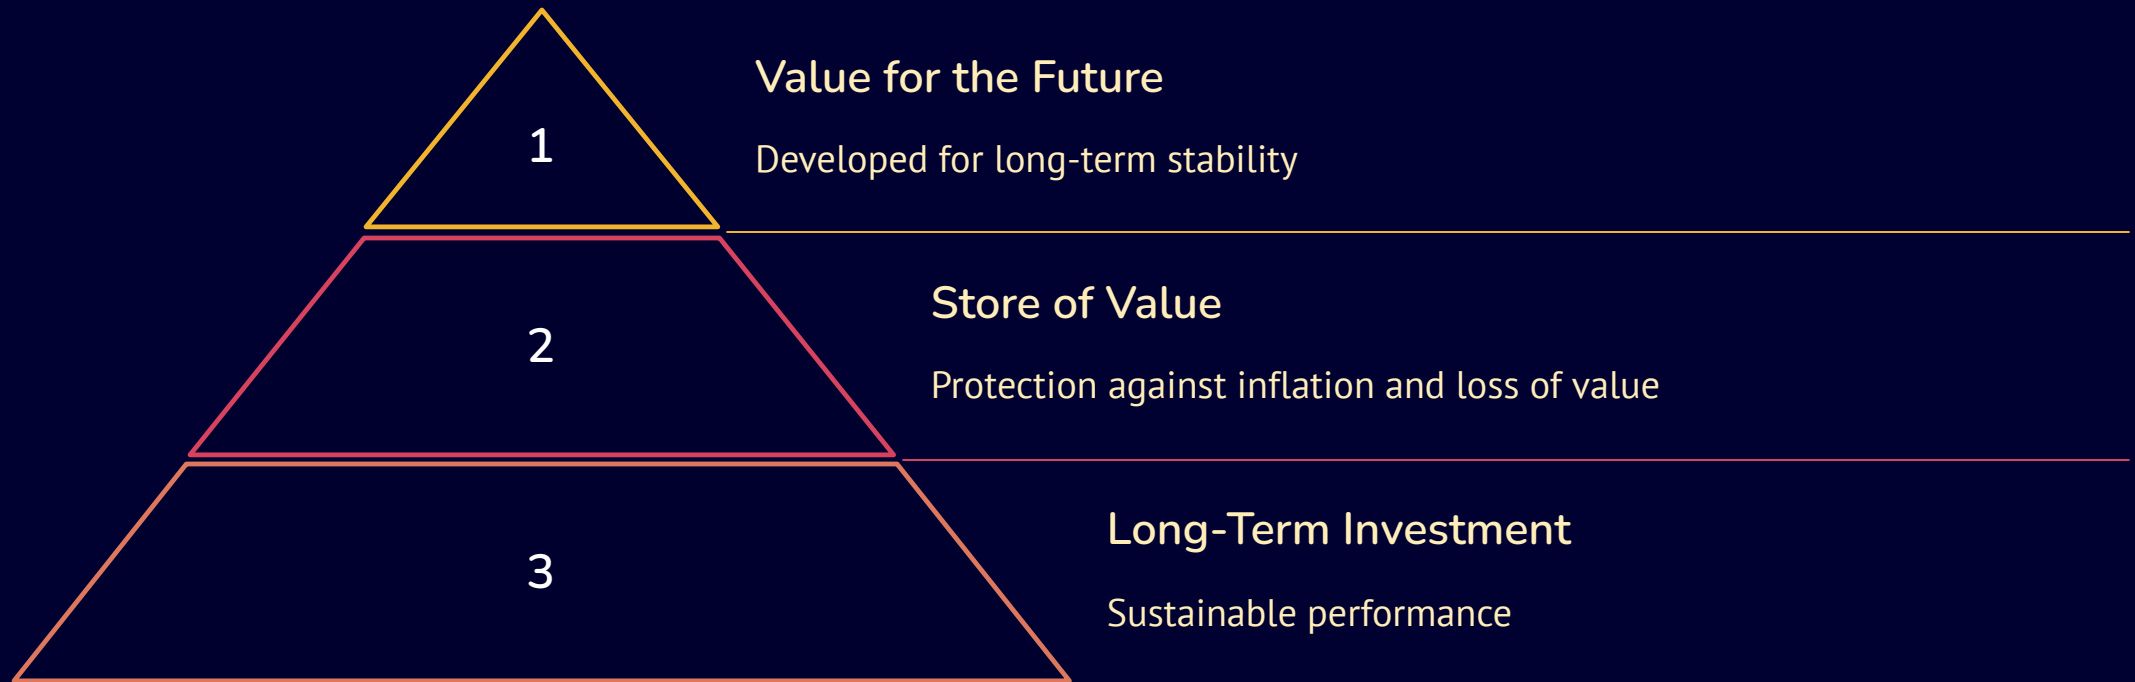 1
Value for the Future
Developed for long-term stability
2
Store of Value
Protection against inflation and loss of value
3
Long-Term Investment
Sustainable performance